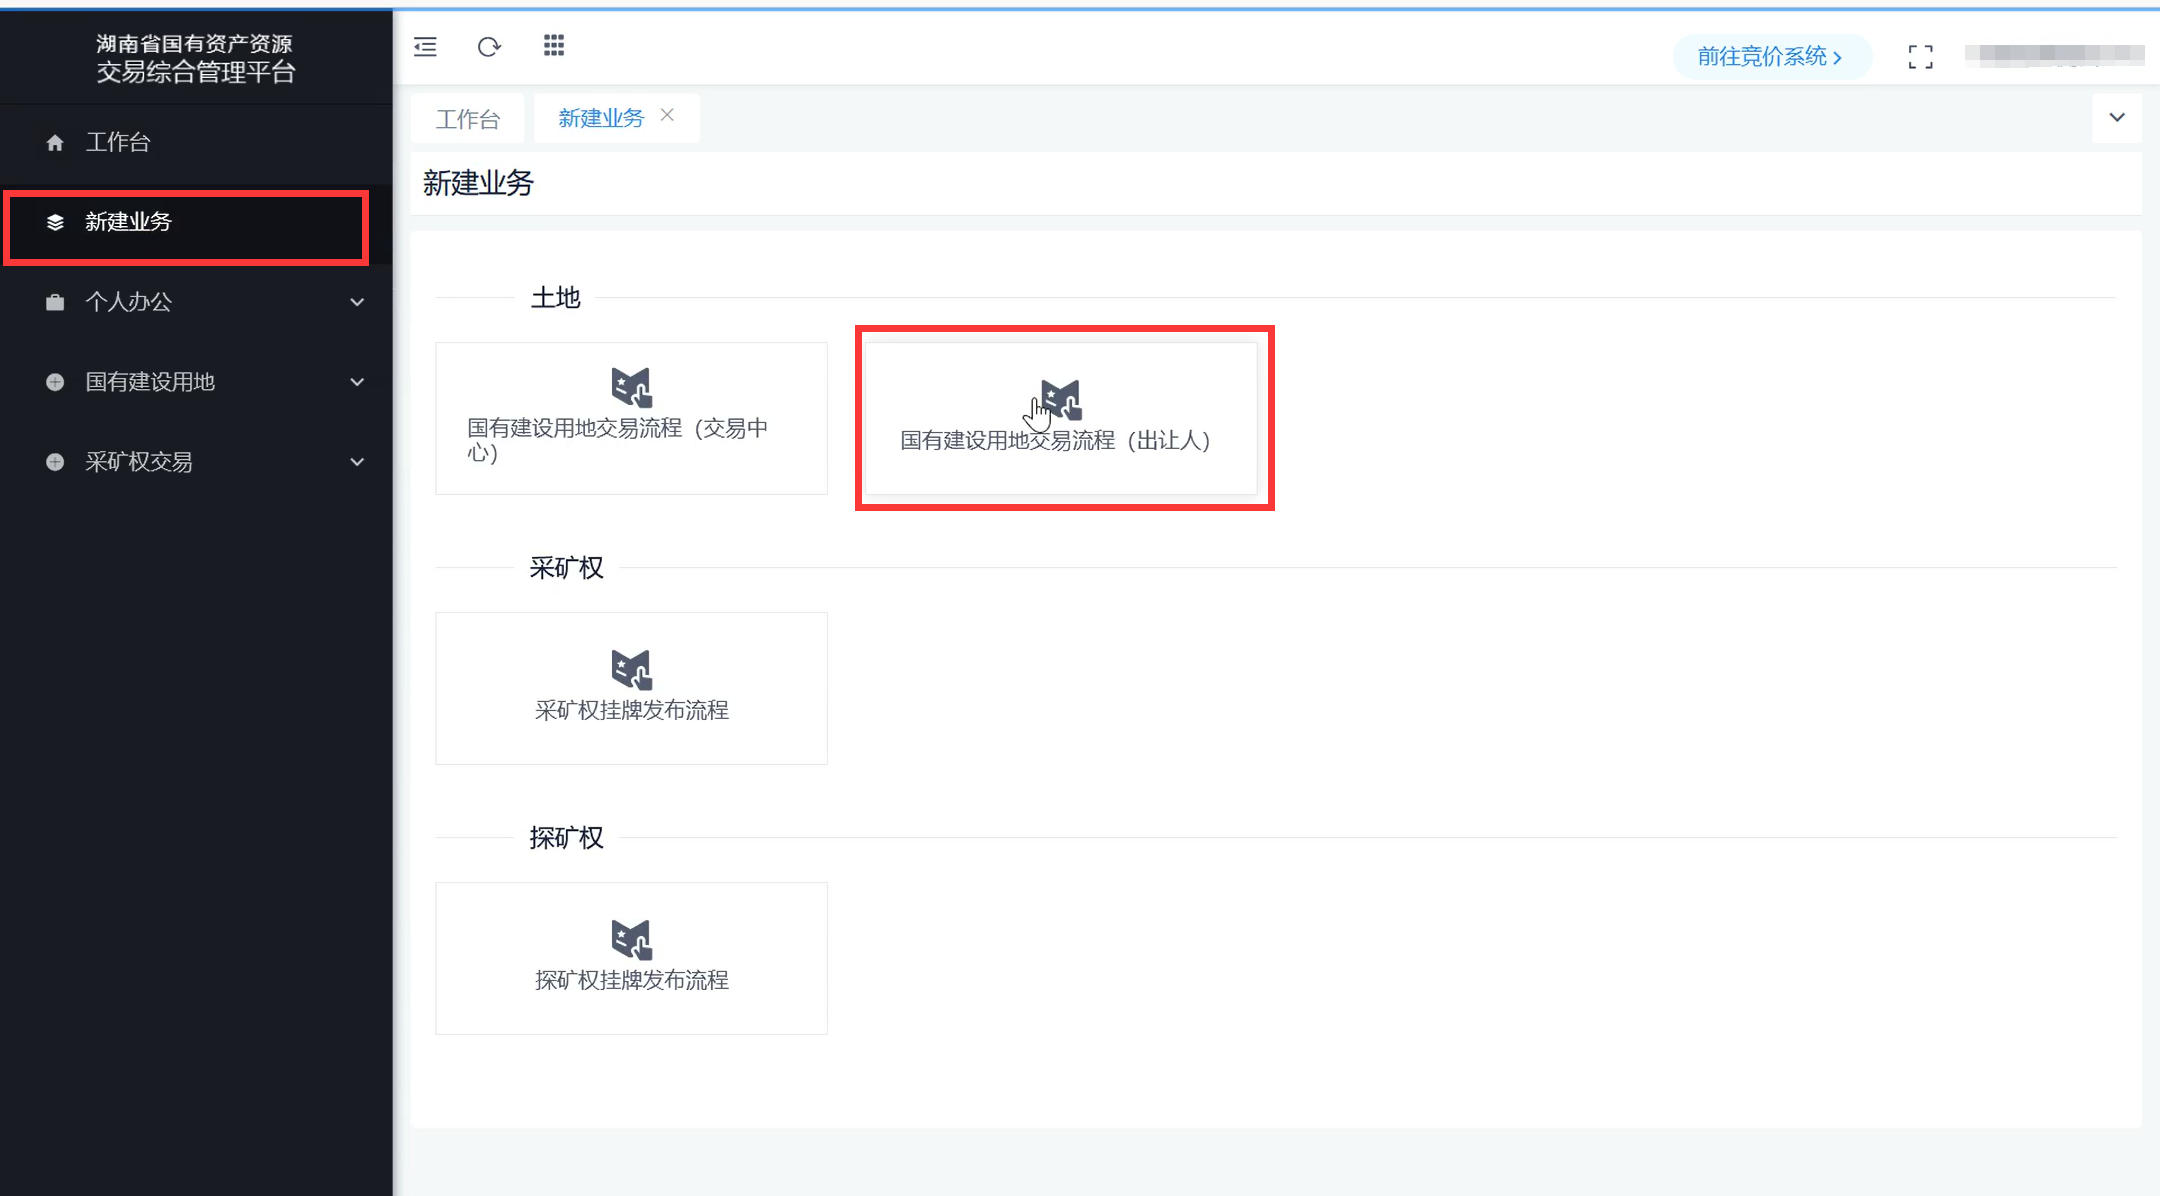 湖南省国有资产资源
交易综合管理平台
工作台
新建业务
个人办公
国有建设用地
采矿权交易
前往竞价系统
工作台
新建业务
新建业务
土地
国有建设用地交易流程（交易中
心）
国有建设用地交易流程（出让人）
采矿权
采矿权挂牌发布流程
探矿权
探矿权挂牌发布流程